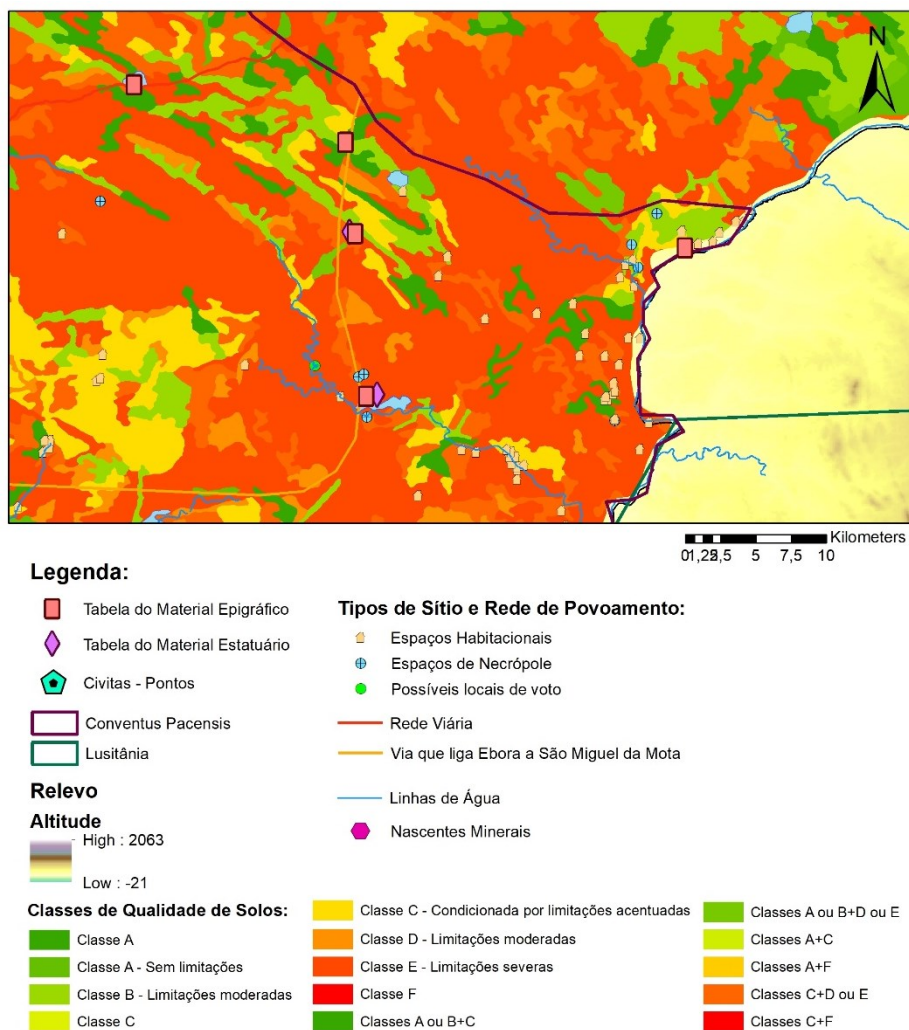 N
Kilometers
01,252,5 5 7,5 10
Legenda:
Tabela do Material Epigráfico
Tabela do Material Estatuário
Civitas - Pontos
Conventus Pacensis
Lusitânia
Relevo
Altitude
High : 2063
Low : -21
Tipos de Sítio e Rede de Povoamento:
Espaços Habitacionais
Espaços de Necrópole
Possíveis locais de voto
Rede Viária
Via que liga Ebora a São Miguel da Mota
Linhas de Água
Nascentes Minerais
Classes de Qualidade de Solos:
Classe A
Classe A - Sem limitações
Classe B - Limitações moderadas
Classe C
Classe C - Condicionada por limitações acentuadas
Classe D - Limitações moderadas
Classe E - Limitações severas
Classe F
Classes A ou B+C
Classes A ou B+D ou E
Classes A+C
Classes A+F
Classes C+D ou E
Classes C+F